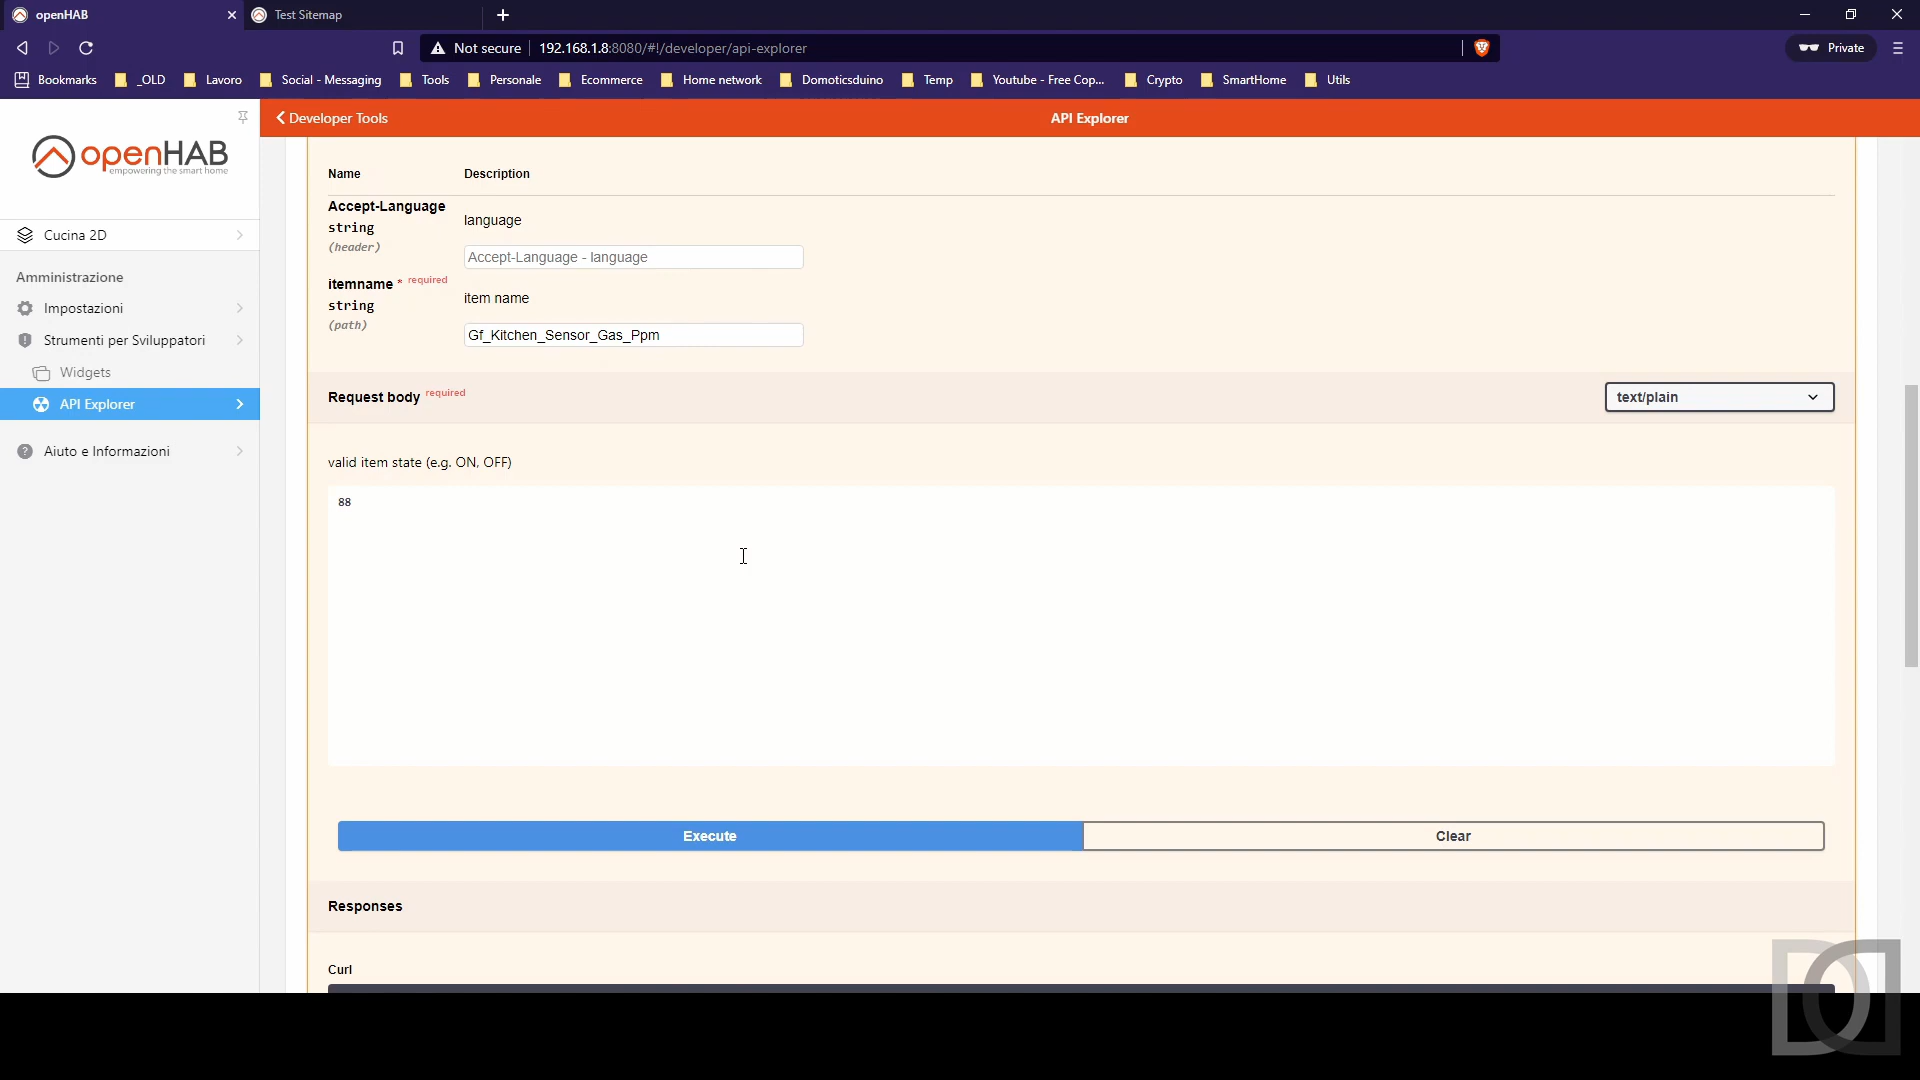 openHAB
Test Sitemap
Not secure
192.168.1.8:8080/#!/developer/api-explorer
Private
Bookmarks
_OLD
Lavoro
Social - Messaging
Tools
Personale
Ecommerce
Home network
Domoticsduino
Temp
Youtube - Free Cop...
Crypto
SmartHome
Utils
Developer Tools
API Explorer
openHAB
empowering the smart home
Cucina 2D
Amministrazione
Impostazioni
Strumenti per Sviluppatori
Widgets
API Explorer
Aiuto e Informazioni
Name
Description
Accept-Language
string
(header)
language
Accept-Language - language
itemname * required
string
(path)
item name
Gf_Kitchen_Sensor_Gas_Ppm
Request body required
text/plain
valid item state (e.g. ON, OFF)
88
Execute
Clear
Responses
Curl